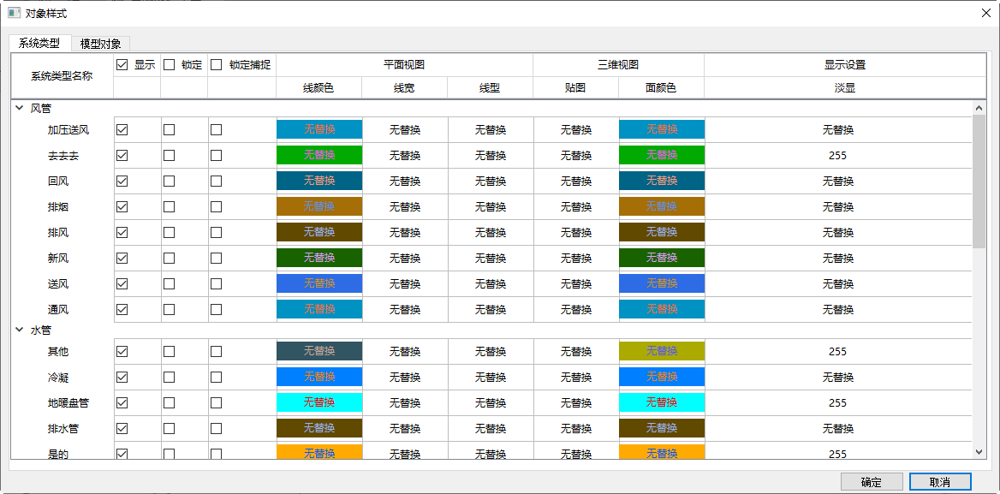 对象样式
系统类型 模型对象
系统类型名称 显示 锁定 锁定捕捉 平面视图 三维视图 显示设置
线颜色 线宽 线型 贴图 面颜色 淡显
风管
加压送风 无替换 无替换 无替换 无替换 无替换 无替换
去去去 无替换 无替换 无替换 无替换 无替换 255
回风 无替换 无替换 无替换 无替换 无替换 无替换
排烟 无替换 无替换 无替换 无替换 无替换 无替换
排风 无替换 无替换 无替换 无替换 无替换 无替换
新风 无替换 无替换 无替换 无替换 无替换 无替换
送风 无替换 无替换 无替换 无替换 无替换 无替换
通风 无替换 无替换 无替换 无替换 无替换 无替换
水管
其他 无替换 无替换 无替换 无替换 无替换 255
冷凝 无替换 无替换 无替换 无替换 无替换 无替换
地暖盘管 无替换 无替换 无替换 无替换 无替换 255
排水管 无替换 无替换 无替换 无替换 无替换 无替换
是的 无替换 无替换 无替换 无替换 无替换 255
确定 取消